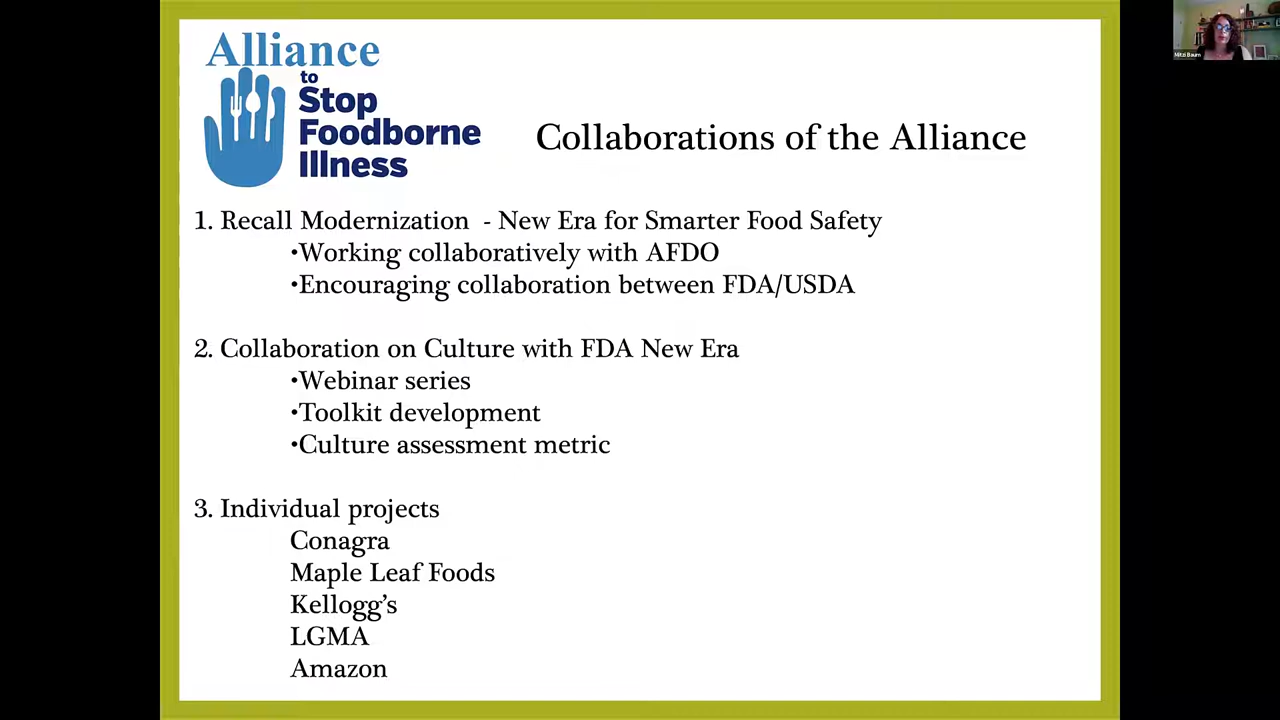 Alliance
to
Stop
Foodborne
Illness
Collaborations of the Alliance
1. Recall Modernization - New Era for Smarter Food Safety
•Working collaboratively with AFDO
•Encouraging collaboration between FDA/USDA
2. Collaboration on Culture with FDA New Era
•Webinar series
•Toolkit development
•Culture assessment metric
3. Individual projects
Conagra
Maple Leaf Foods
Kellogg’s
LGMA
Amazon
Mitzi Baum